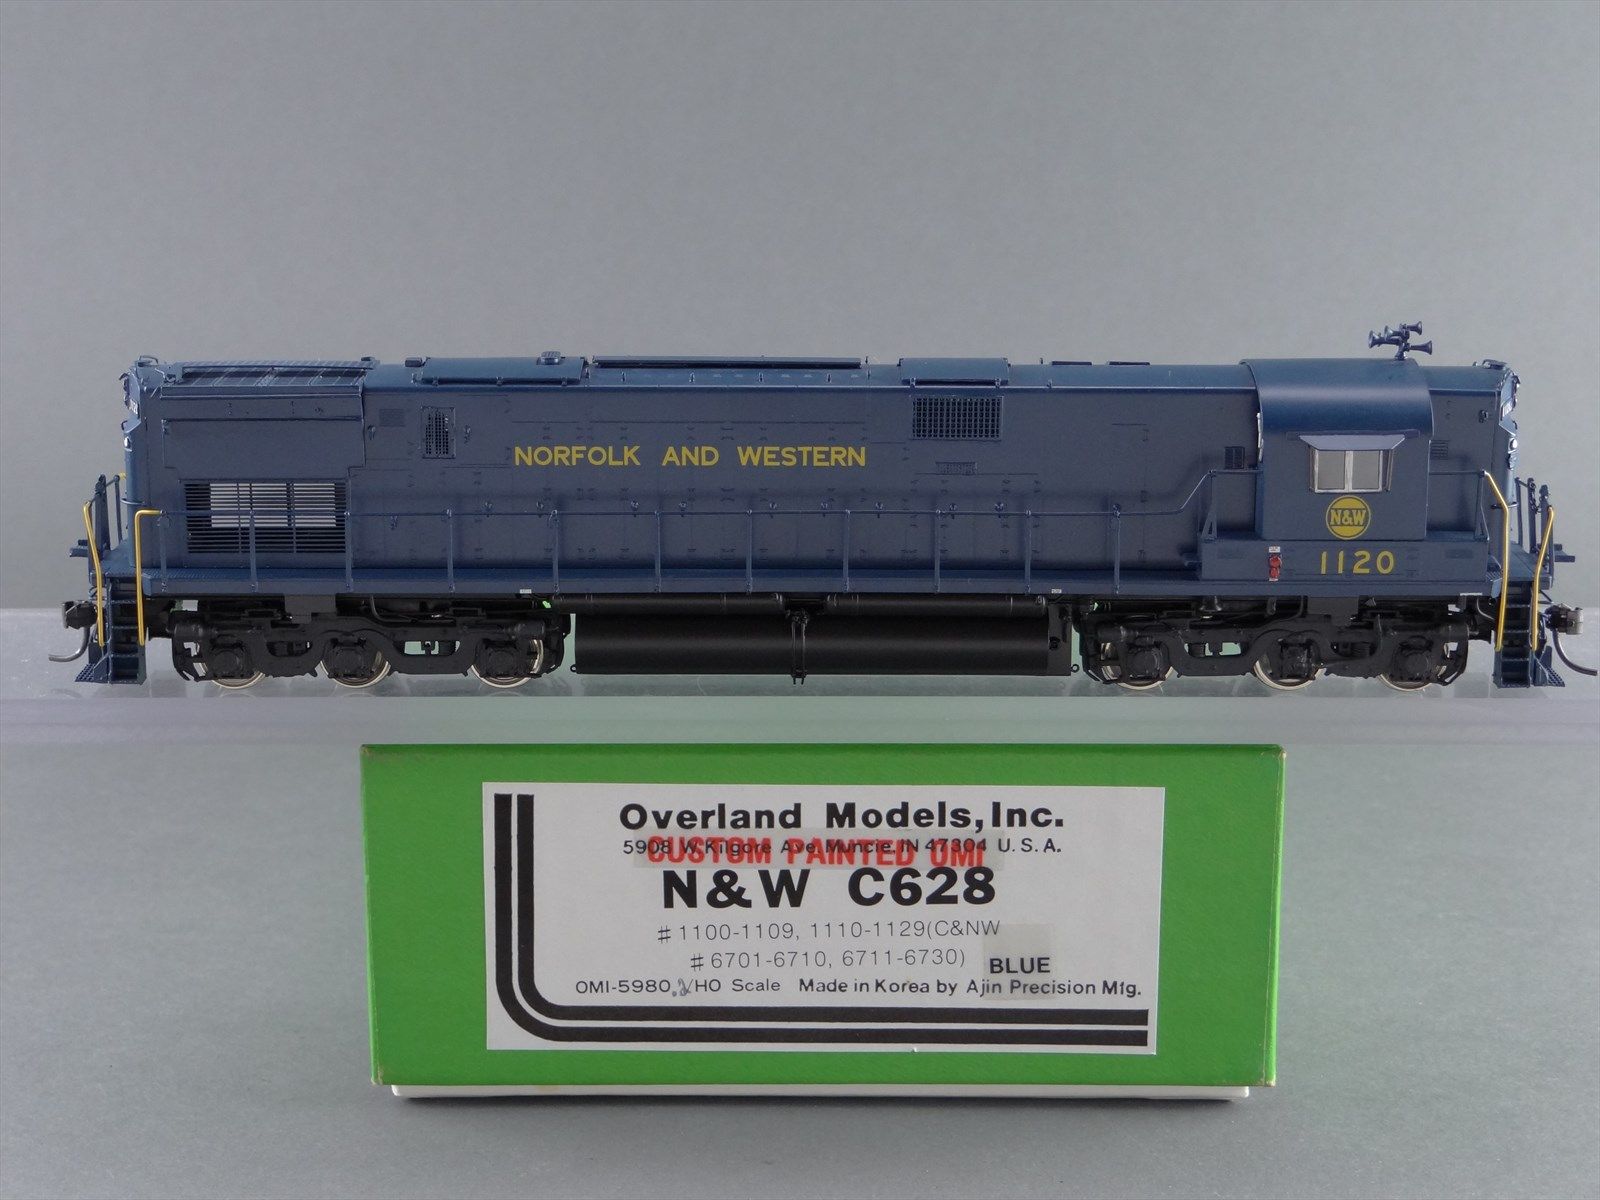 NORFOLK AND WESTERN
N&W
1120
Overland Models, Inc.
5908 W. Kilgore Ave. Muncie, IN 47304 U.S.A.
CUSTOM PAINTED OMI
N&W C628
# 1100-1109, 1110-1129(C&NW
# 6701-6710, 6711-6730)
BLUE
OMI-5980.2/HO Scale Made in Korea by Ajin Precision Mfg.